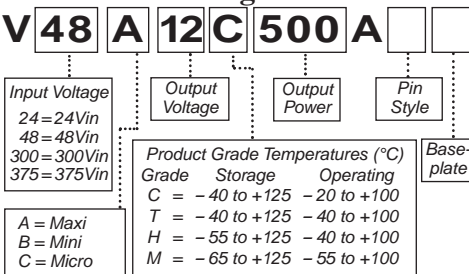 V 48 A 12 C 500 A
Input Voltage
24 = 24Vin
48 = 48Vin
300 = 300Vin
375 = 375Vin
Output
Voltage
Output
Power
Pin
Style
Base-
plate
Product Grade Temperatures (°C)
Grade Storage Operating
C = – 40 to +125 – 20 to +100
T = – 40 to +125 – 40 to +100
H = – 55 to +125 – 40 to +100
M = – 65 to +125 – 55 to +100
A = Maxi
B = Mini
C = Micro